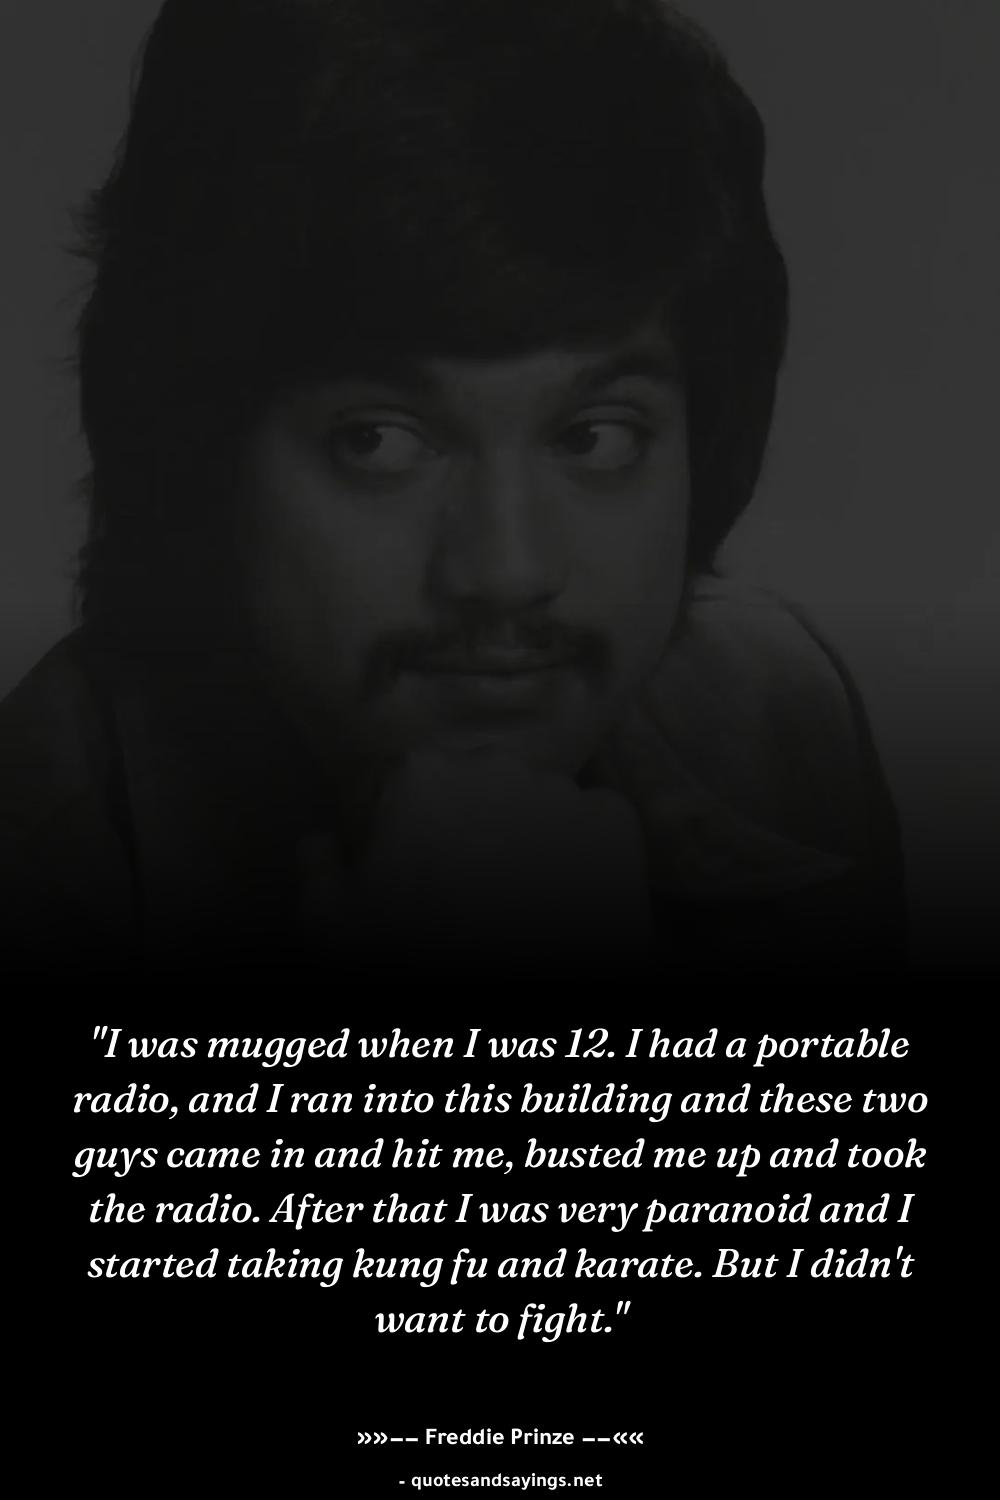 "I was mugged when I was 12. I had a portable
radio, and I ran into this building and these two
guys came in and hit me, busted me up and took
the radio. After that I was very paranoid and I
started taking kung fu and karate. But I didn't
want to fight."
»»−− Freddie Prinze −−««
- quotesandsayings.net